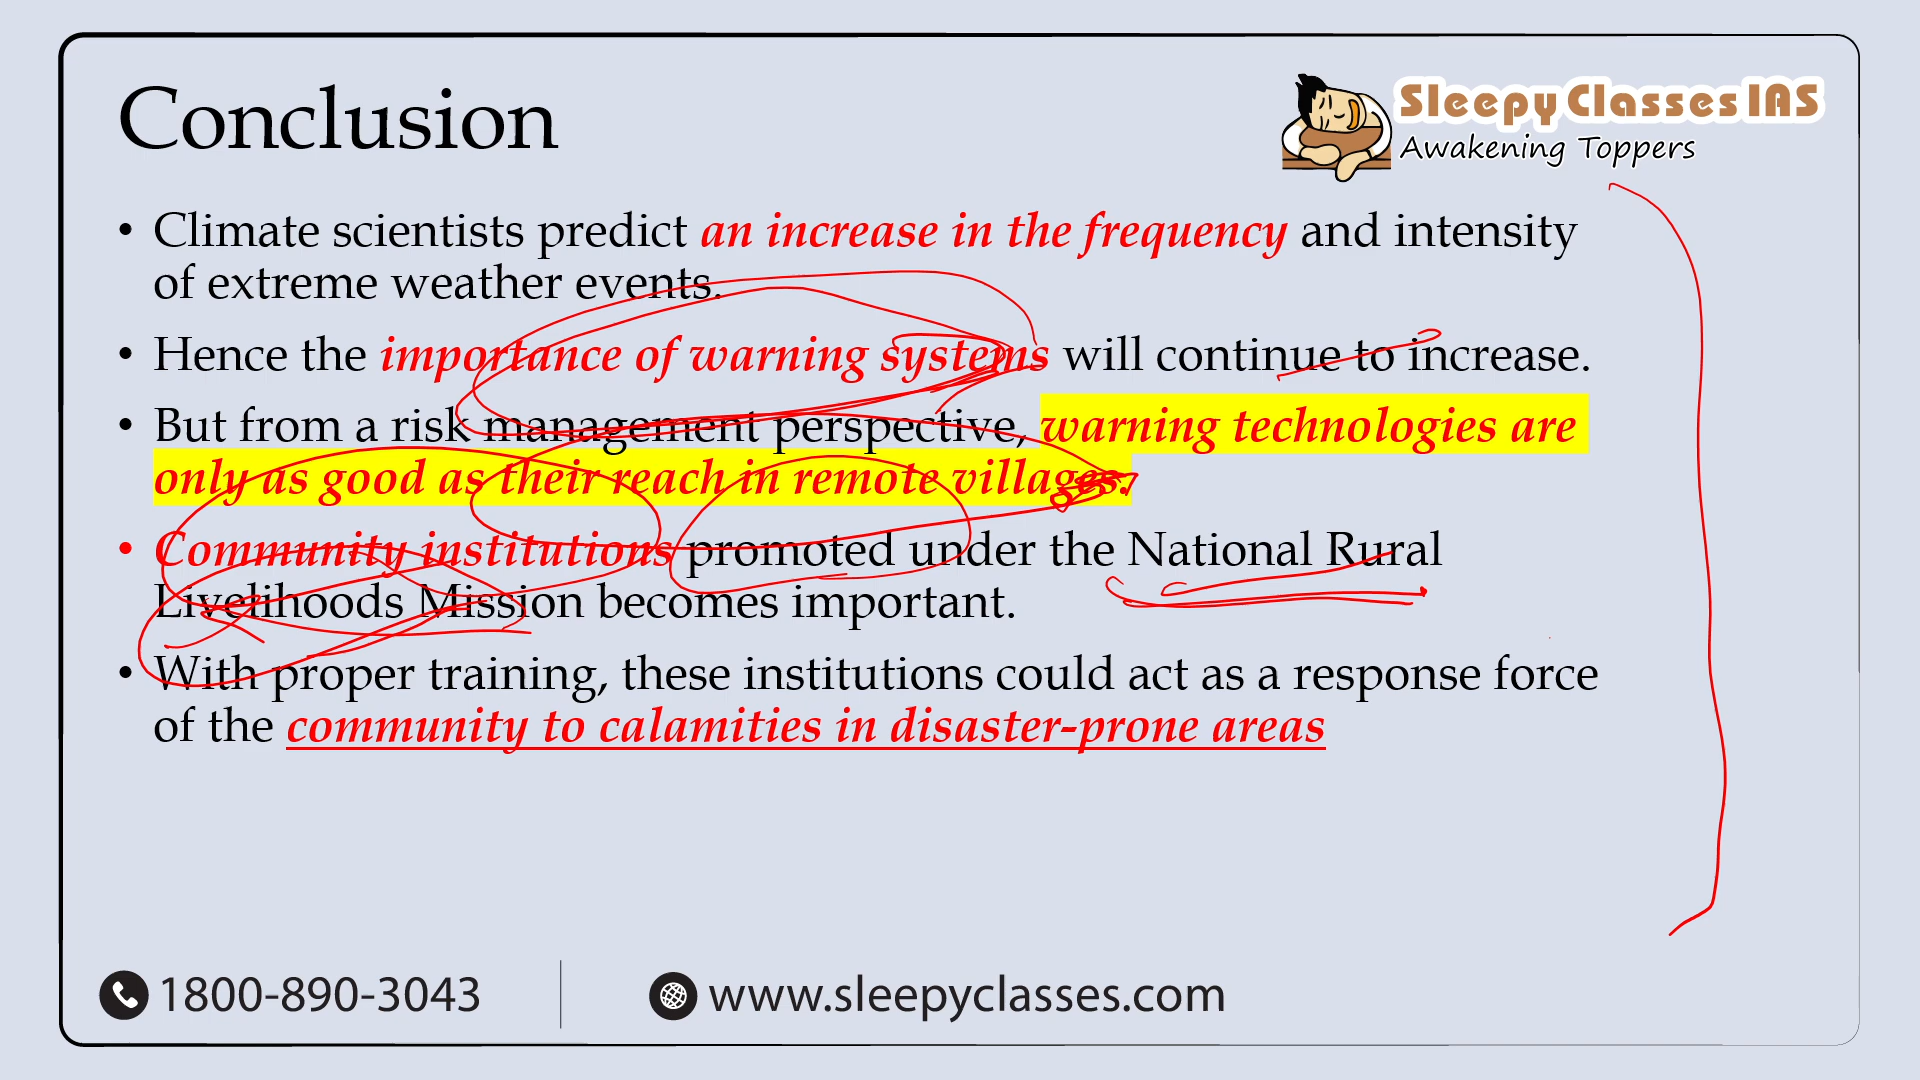 Conclusion
Sleepy Classes IAS
Awakening Toppers
• Climate scientists predict an increase in the frequency and intensity
of extreme weather events.
• Hence the importance of warning systems will continue to increase.
• But from a risk management perspective, warning technologies are
only as good as their reach in remote villages.
• Community institutions promoted under the National Rural
Livelihoods Mission becomes important.
• With proper training, these institutions could act as a response force
of the community to calamities in disaster-prone areas
1800-890-3043
www.sleepyclasses.com